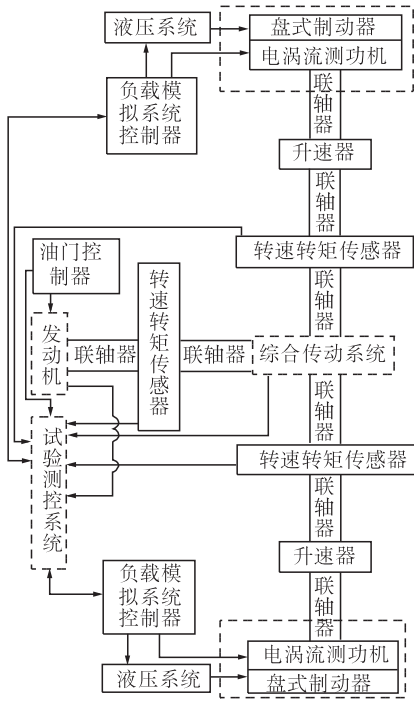 液压系统
盘式制动器
电涡流测功机
负载模
拟系统
控制器
联
轴
器
升速器
联
轴
器
转速转矩传感器
油门控
制器
转
速
转
矩
传
感
器
联
轴
器
发
动
机
联轴器
联轴器
综合传动系统
联
轴
器
试
验
测
控
系
统
转速转矩传感器
联
轴
器
升速器
负载模
拟系统
控制器
联
轴
器
电涡流测功机
液压系统
盘式制动器